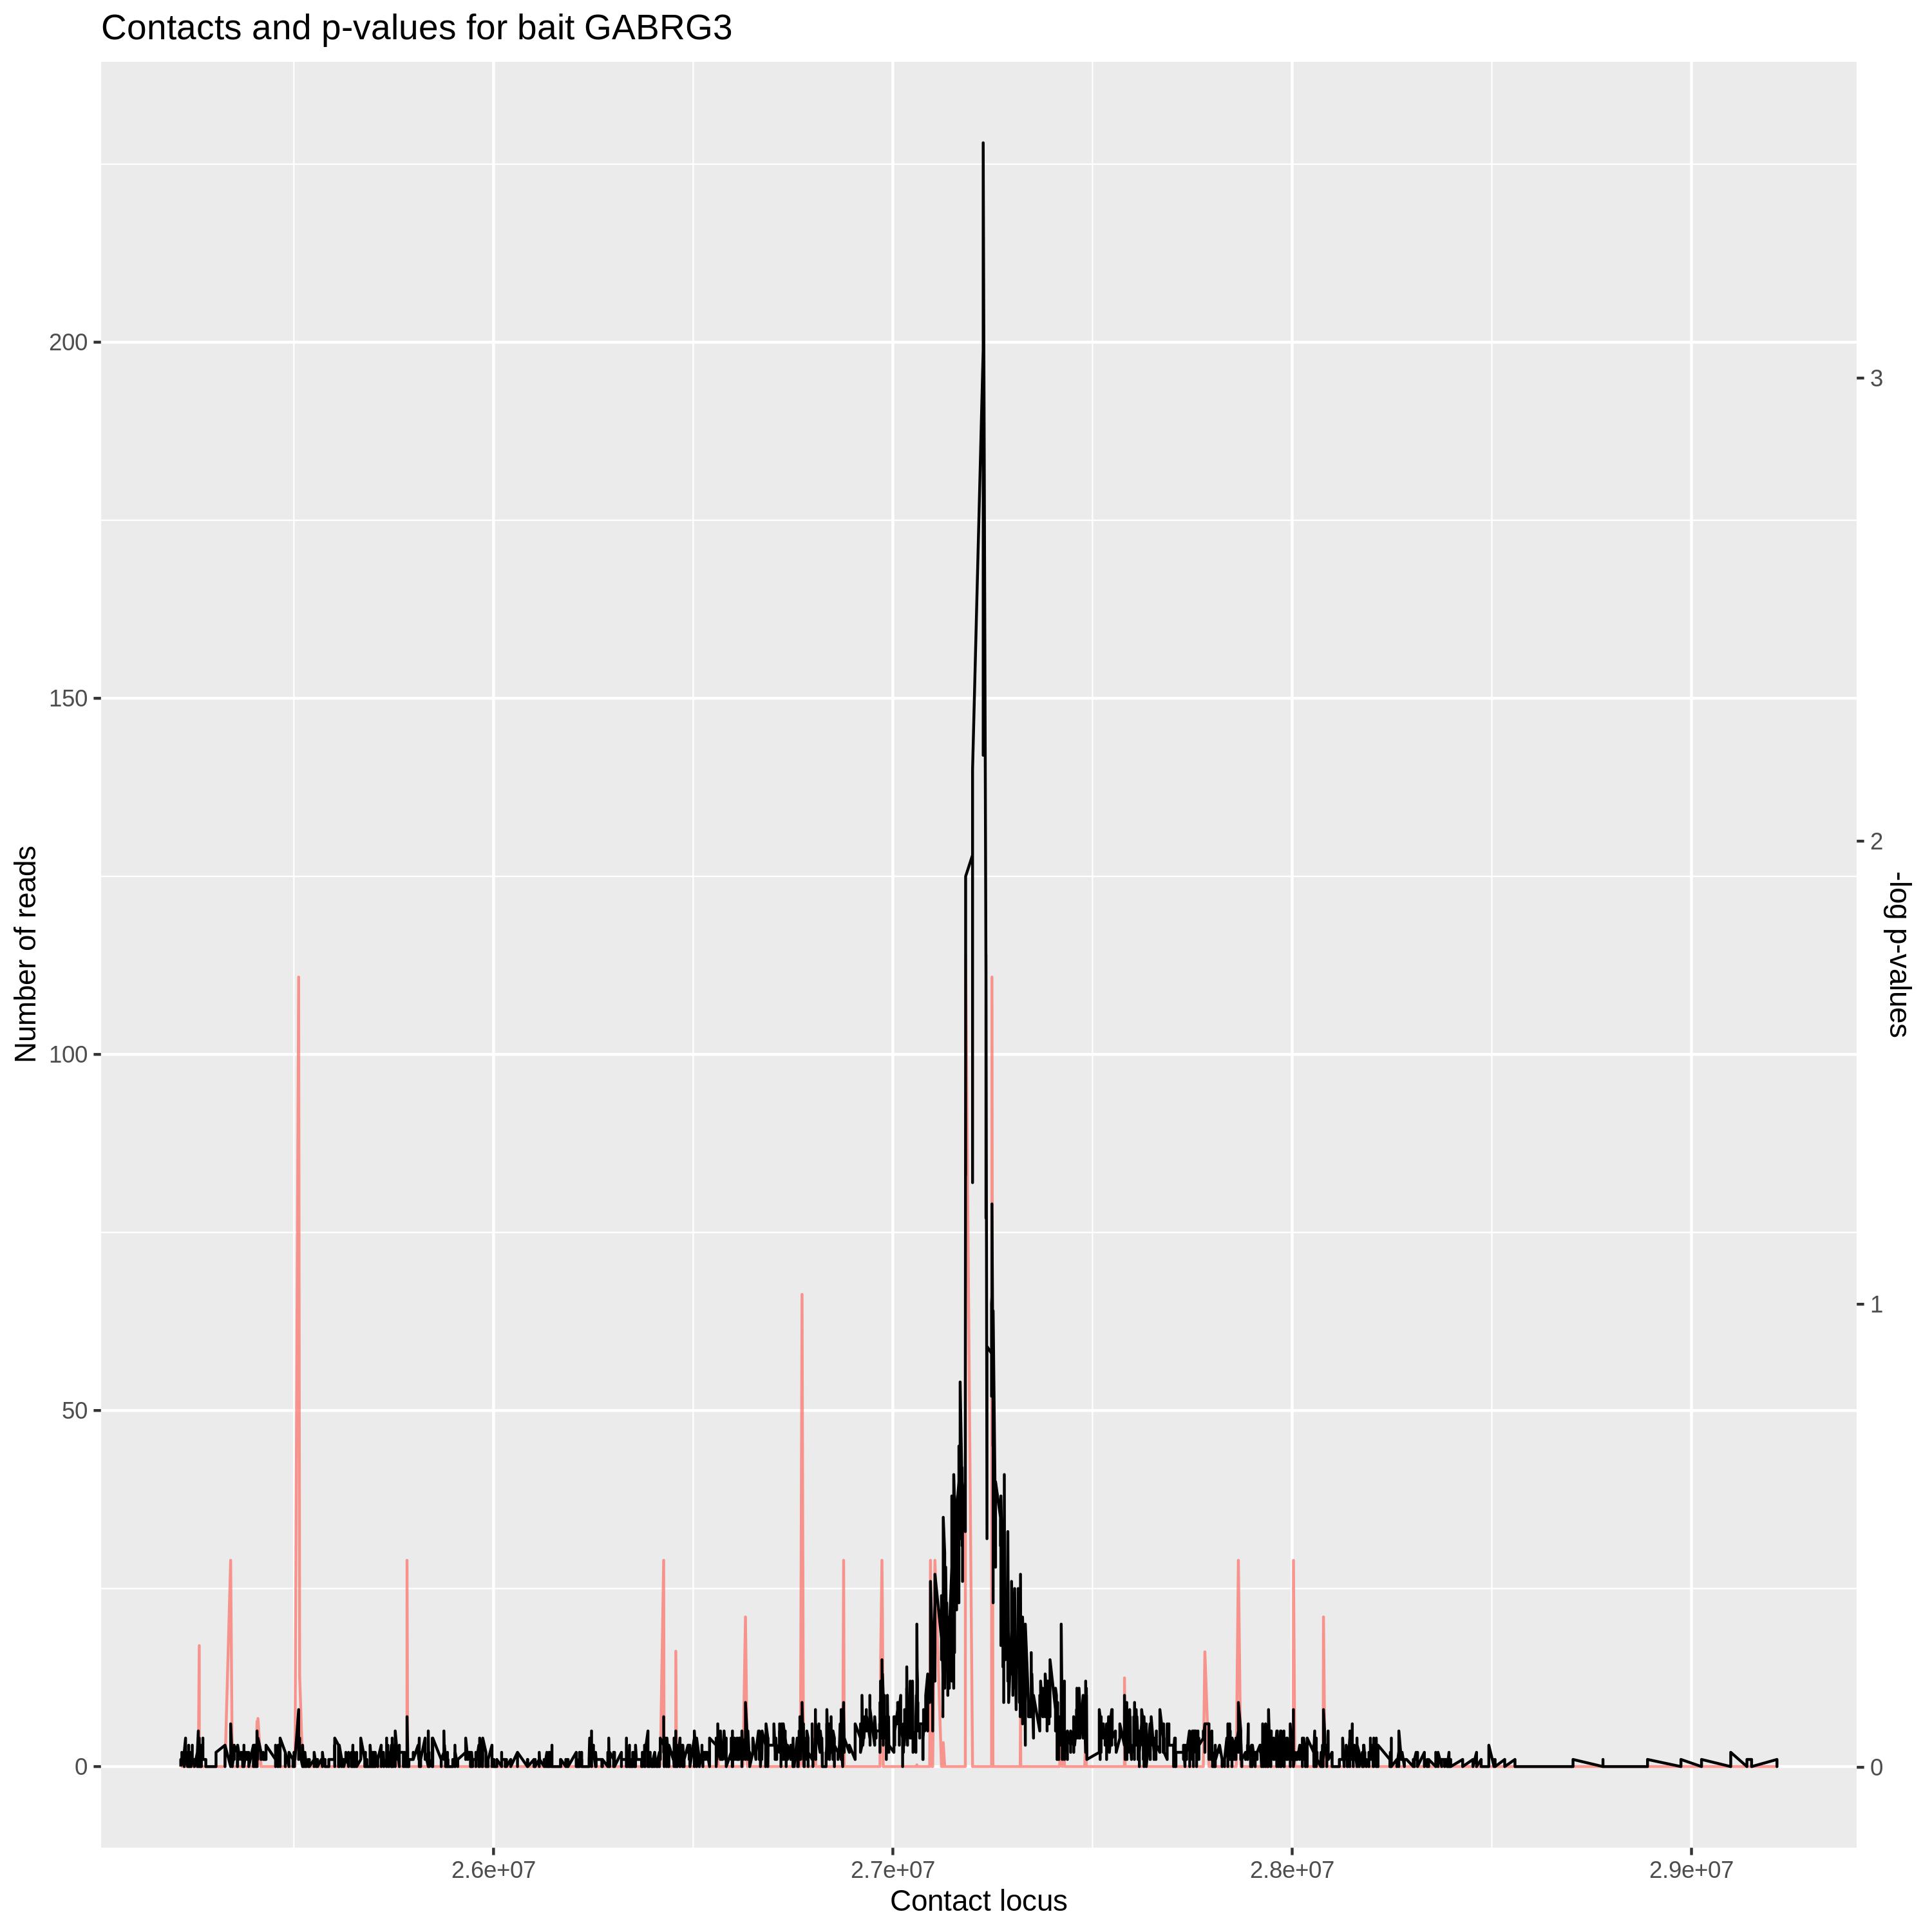 Contacts and p-values for bait GABRG3
200
150
100
50
0
Number of reads
3
2
1
0
-log p-values
2.6e+07
2.7e+07
2.8e+07
2.9e+07
Contact locus